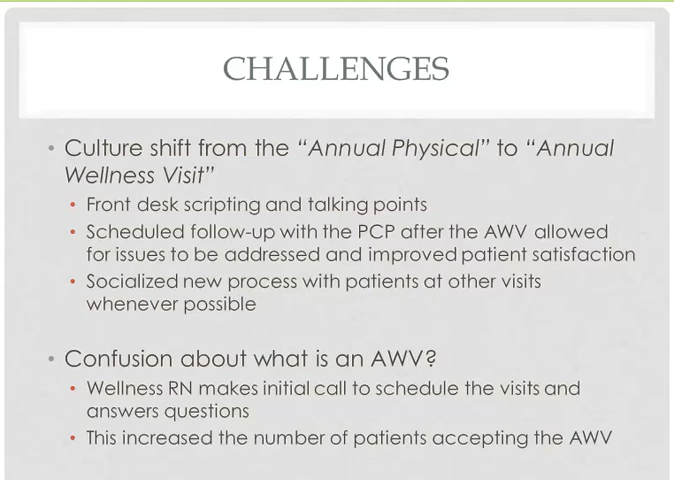 CHALLENGES
• Culture shift from the “Annual Physical” to “Annual
Wellness Visit”
• Front desk scripting and talking points
• Scheduled follow-up with the PCP after the AWV allowed
for issues to be addressed and improved patient satisfaction
• Socialized new process with patients at other visits
whenever possible
• Confusion about what is an AWV?
• Wellness RN makes initial call to schedule the visits and
answers questions
• This increased the number of patients accepting the AWV